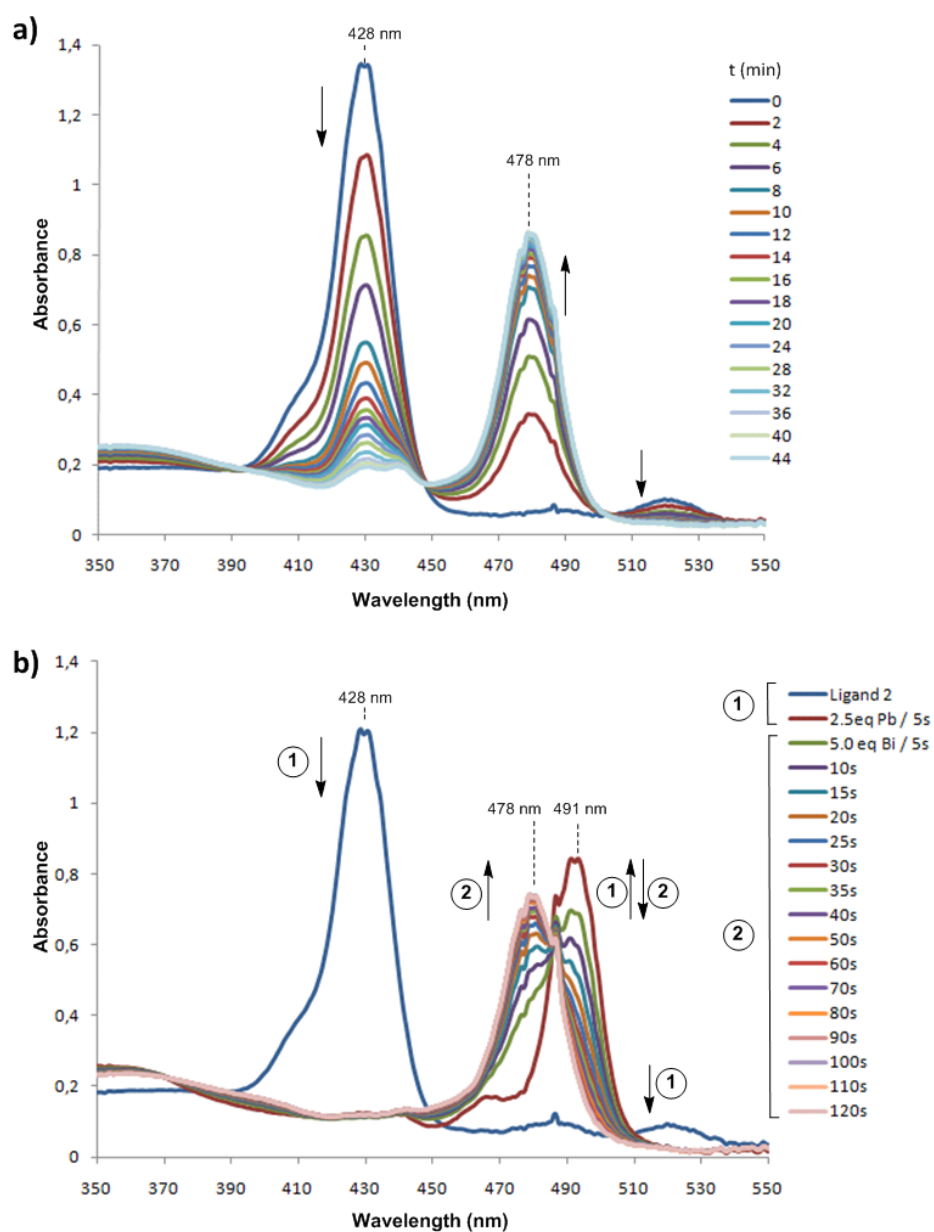 a)
428 nm
478 nm
t (min)
0
2
4
6
8
10
12
14
16
18
20
24
28
32
36
40
44
1,4
1,2
1
0,8
0,6
0,4
0,2
0
Absorbance
350 370 390 410 430 450 470 490 510 530 550
Wavelength (nm)
b)
428 nm
478 nm 491 nm
1
2
1
2
1
1
Ligand 2
2.5eq Pb / 5s
2
5.0 eq Bi / 5s
10s
15s
20s
25s
30s
35s
40s
50s
60s
70s
80s
90s
100s
110s
120s
1,4
1,2
1
0,8
0,6
0,4
0,2
0
Absorbance
350 370 390 410 430 450 470 490 510 530 550
Wavelength (nm)